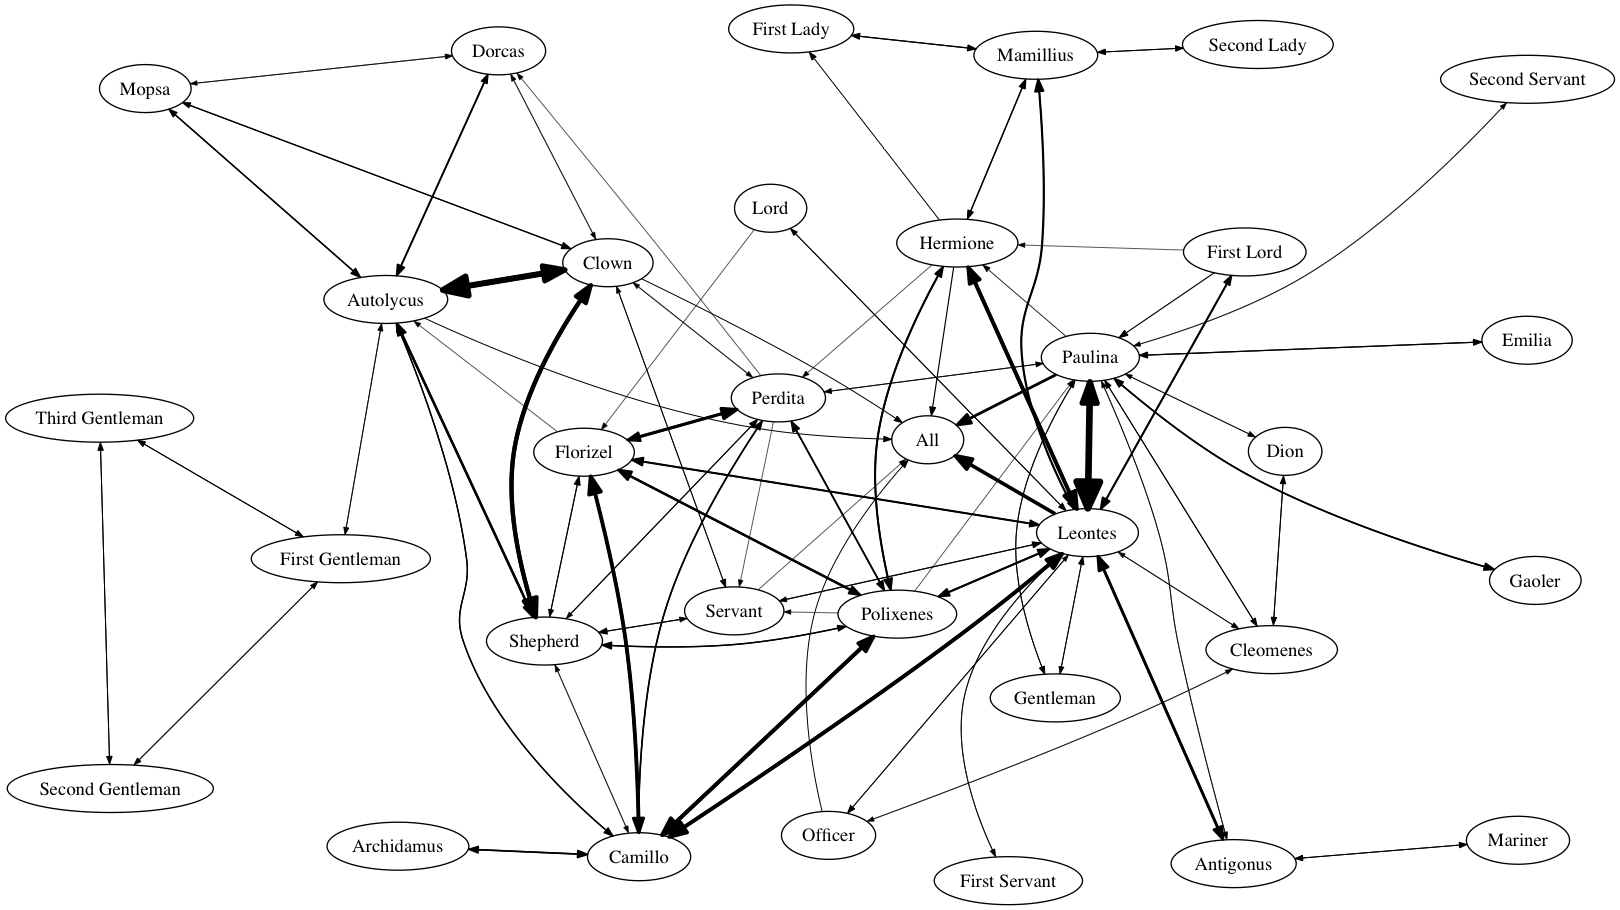 First Lady
Dorcas
Mamillius
Second Lady
Mopsa
Second Servant
Lord
Hermione
First Lord
Clown
Autolycus
Emilia
Paulina
Perdita
Third Gentleman
All
Florizel
Dion
Leontes
First Gentleman
Gaoler
Servant
Polixenes
Shepherd
Cleomenes
Gentleman
Second Gentleman
Officer
Mariner
Archidamus
Camillo
Antigonus
First Servant